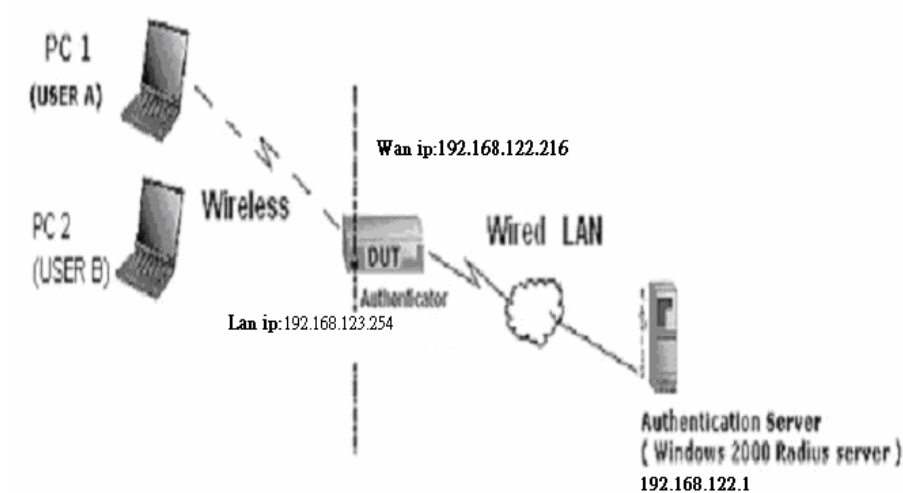 PC 1
(USER A)
Wan ip:192.168.122.216
Wireless
PC 2
(USER B)
Wired LAN
DUT
Authenticator
Lan ip:192.168.123.254
Authentication Server
( Windows 2000 Radius server )
192.168.122.1